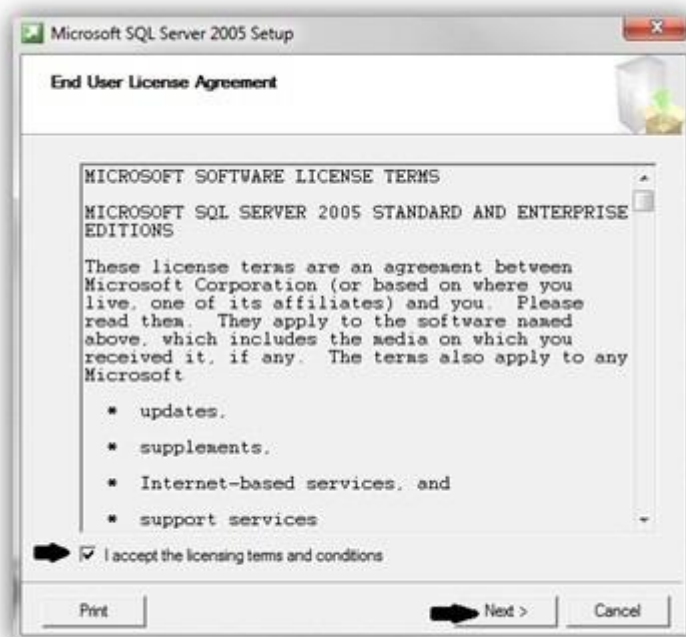 Microsoft SQL Server 2005 Setup
End User License Agreement
MICROSOFT SOFTWARE LICENSE TERMS
MICROSOFT SQL SERVER 2005 STANDARD AND ENTERPRISE
EDITIONS
These license terms are an agreement between
Microsoft Corporation (or based on where you
live, one of its affiliates) and you.  Please
read them.  They apply to the software named
above, which includes the media on which you
received it, if any.  The terms also apply to any
Microsoft
* updates,
* supplements,
* Internet-based services, and
* support services
I accept the licensing terms and conditions
Print
Next >
Cancel